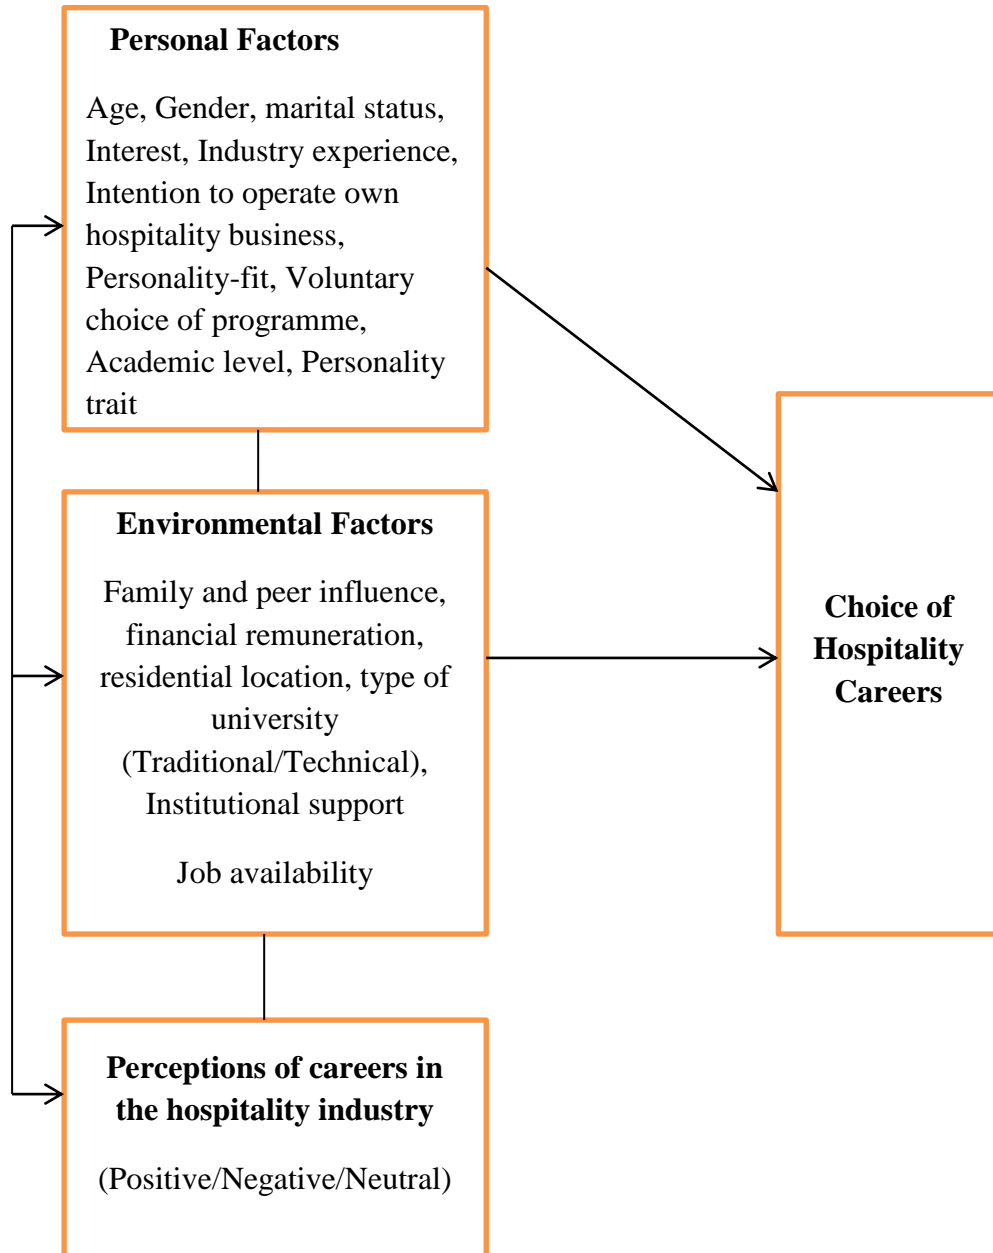 Personal Factors
Age, Gender, marital status,
Interest, Industry experience,
Intention to operate own
hospitality business,
Personality-fit, Voluntary
choice of programme,
Academic level, Personality
trait
Environmental Factors
Family and peer influence,
financial remuneration,
residential location, type of
university
(Traditional/Technical),
Institutional support
Job availability
Perceptions of careers in
the hospitality industry
(Positive/Negative/Neutral)
Choice of
Hospitality
Careers